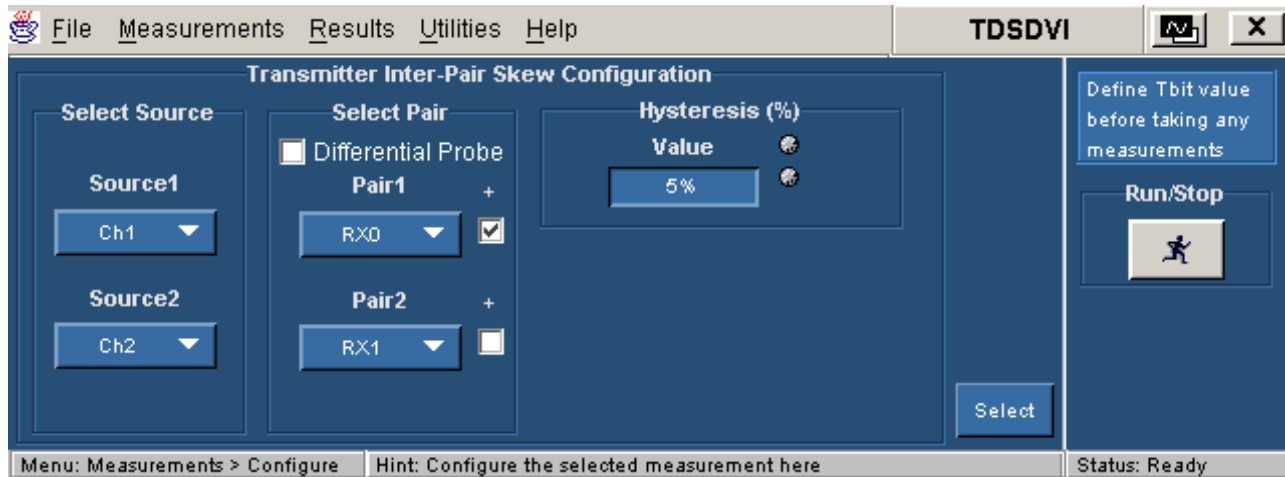 File Measurements Results Utilities Help TDSDVI X
Transmitter Inter-Pair Skew Configuration
Select Source
Source1
Ch1
Source2
Ch2
Select Pair
Differential Probe
Pair1 +
RX0
Pair2 +
RX1
Hysteresis (%)
Value
5%
Select
Define Tbit value
before taking any
measurements
Run/Stop
Menu: Measurements > Configure
Hint: Configure the selected measurement here
Status: Ready